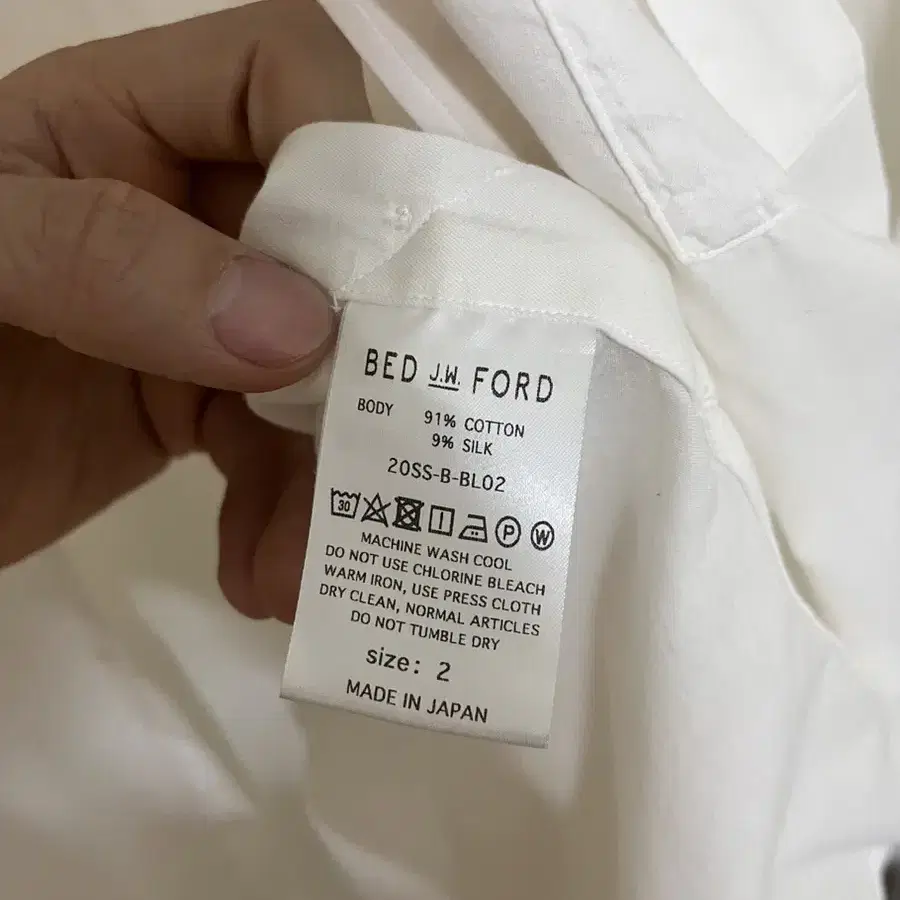 BED J.W. FORD
BODY 91% COTTON
9% SILK
20SS-B-BL02
30 P W
MACHINE WASH COOL
DO NOT USE CHLORINE BLEACH
WARM IRON, USE PRESS CLOTH
DRY CLEAN, NORMAL ARTICLES
DO NOT TUMBLE DRY
size: 2
MADE IN JAPAN